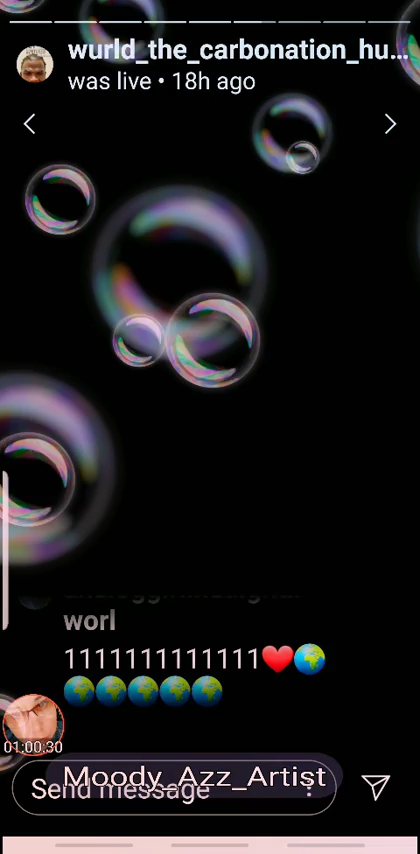 wurld_the_carbonation_hu...
was live • 18h ago
worl
1111111111111❤️🌍
🌍🌍🌍🌍🌍
01:00:30
Moody_Azz_Artist
Send message